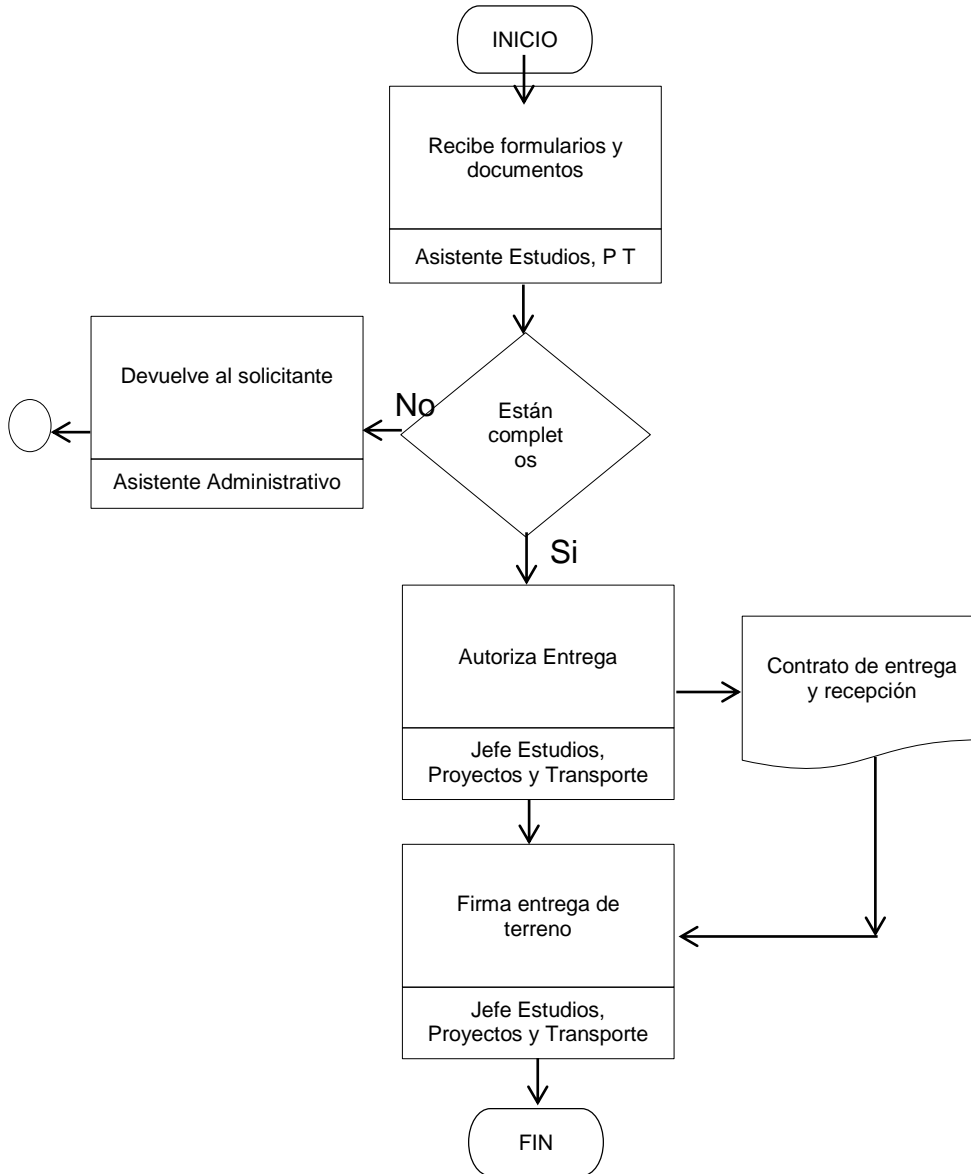 INICIO
Recibe formularios y
documentos
Asistente Estudios, P T
Devuelve al solicitante
Asistente Administrativo
No
Están
complet
os
Si
Autoriza Entrega
Jefe Estudios,
Proyectos y Transporte
Contrato de entrega
y recepción
Firma entrega de
terreno
Jefe Estudios,
Proyectos y Transporte
FIN